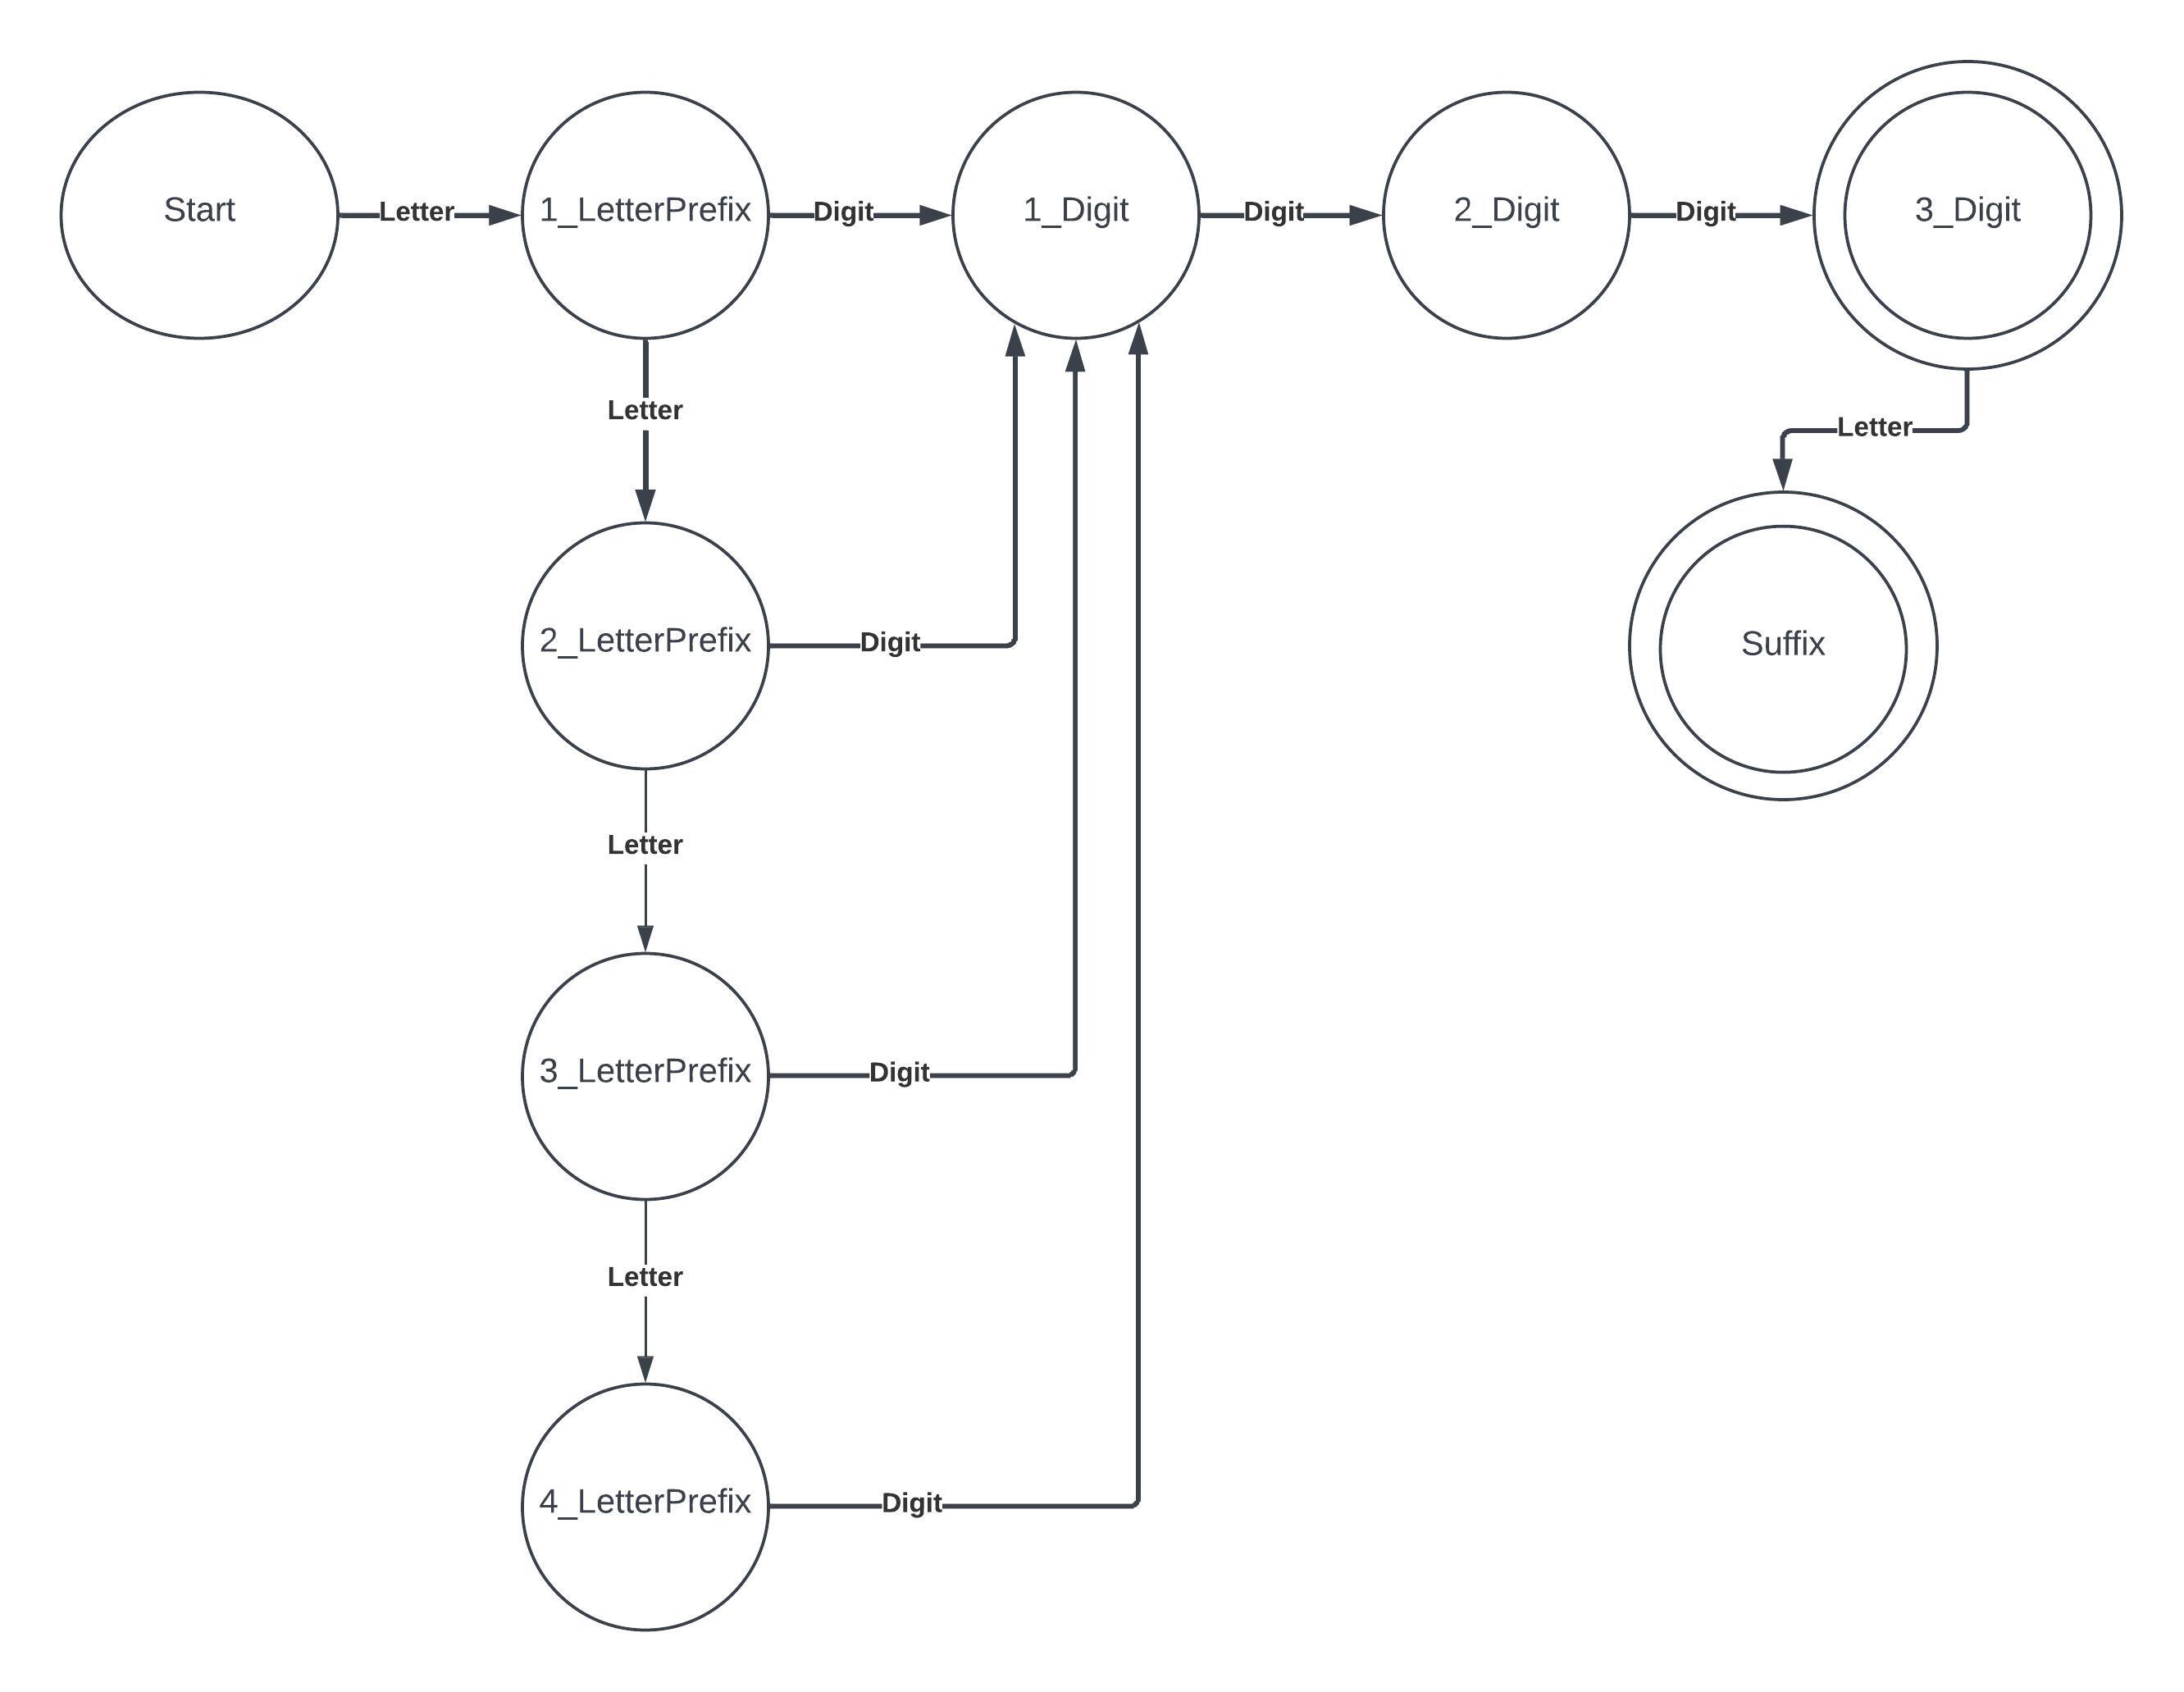 Start
Letter
1_LetterPrefix
Digit
1_Digit
Digit
2_Digit
Digit
3_Digit
Letter
Letter
2_LetterPrefix
Digit
Suffix
Letter
3_LetterPrefix
Digit
Letter
4_LetterPrefix
Digit